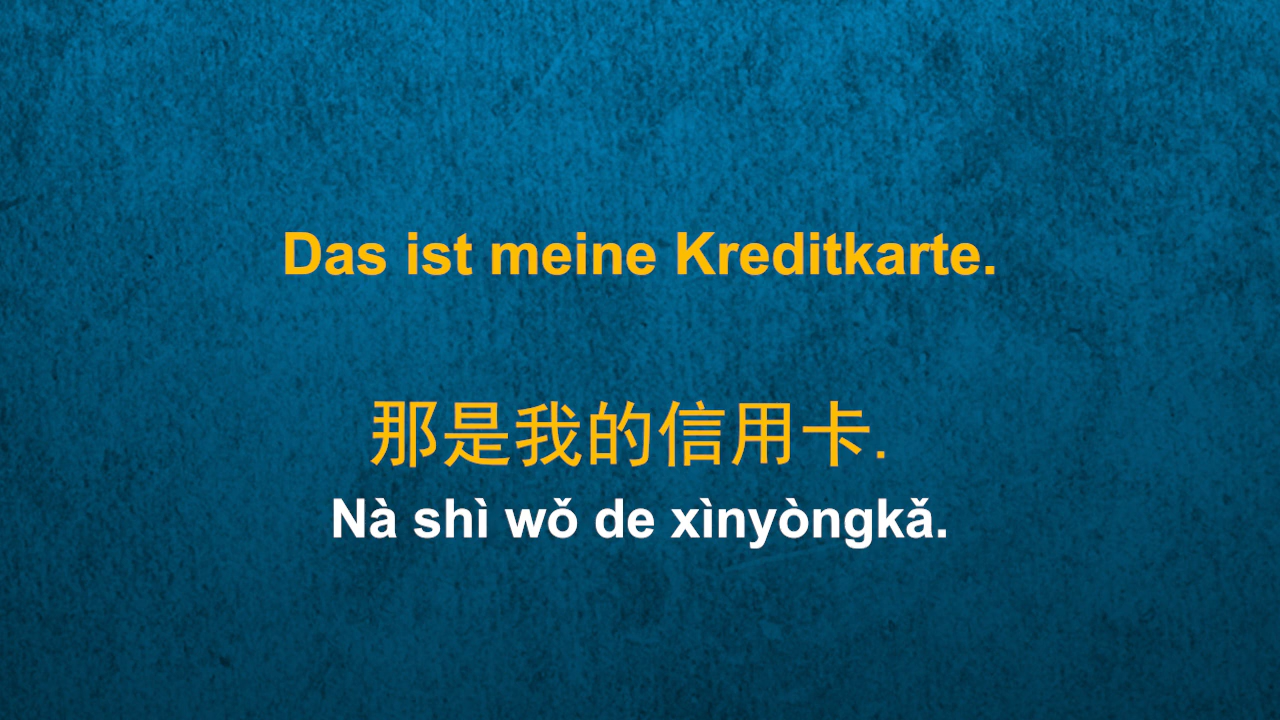 Das ist meine Kreditkarte.
那是我的信用卡.
Nà shì wǒ de xìnyòngkǎ.